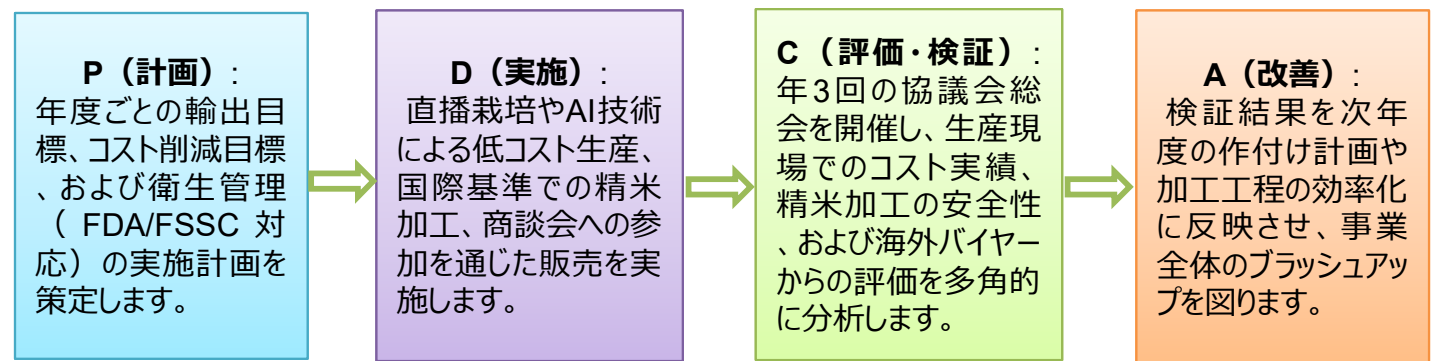 P（計画）:
年度ごとの輸出目
標、コスト削減目標
、および衛生管理
（ FDA/FSSC 対
応）の実施計画を
策定します。
D（実施）:
直播栽培やAI技術
による低コスト生産、
国際基準での精米
加工、商談会への参
加を通じた販売を実
施します。
C（評価・検証）:
年3回の協議会総
会を開催し、生産現
場でのコスト実績、
精米加工の安全性
、および海外バイヤー
からの評価を多角的
に分析します。
A（改善）:
検証結果を次年
度の作付け計画や
加工工程の効率化
に反映させ、事業
全体のブラッシュアッ
プを図ります。